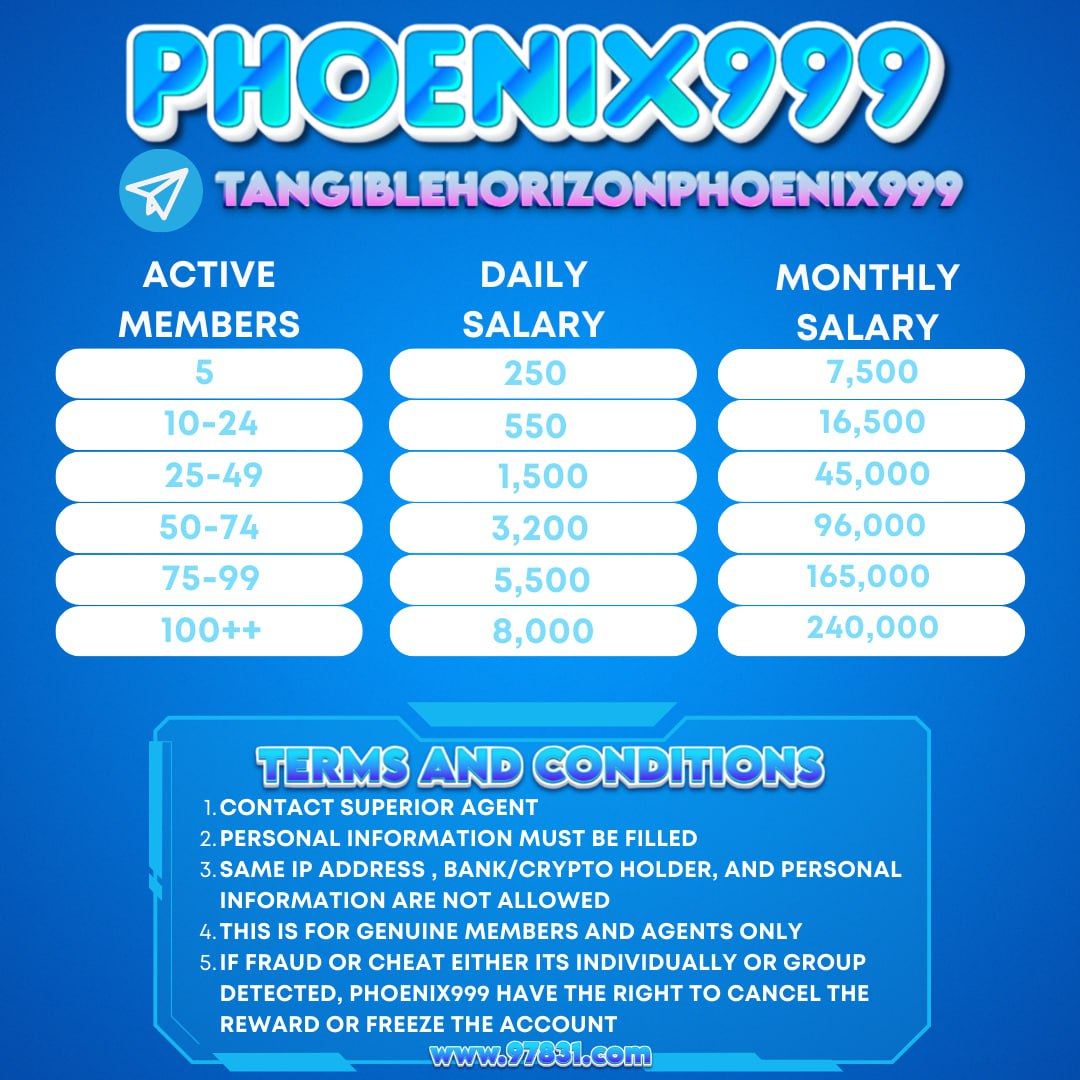 PHOENIX999
TANGIBLEHORIZONPHOENIX999
ACTIVE MEMBERS DAILY SALARY MONTHLY SALARY
5 250 7,500
10-24 550 16,500
25-49 1,500 45,000
50-74 3,200 96,000
75-99 5,500 165,000
100++ 8,000 240,000
TERMS AND CONDITIONS
1. CONTACT SUPERIOR AGENT
2. PERSONAL INFORMATION MUST BE FILLED
3. SAME IP ADDRESS , BANK/CRYPTO HOLDER, AND PERSONAL
INFORMATION ARE NOT ALLOWED
4. THIS IS FOR GENUINE MEMBERS AND AGENTS ONLY
5. IF FRAUD OR CHEAT EITHER ITS INDIVIDUALLY OR GROUP
DETECTED, PHOENIX999 HAVE THE RIGHT TO CANCEL THE
REWARD OR FREEZE THE ACCOUNT
www.97831.com